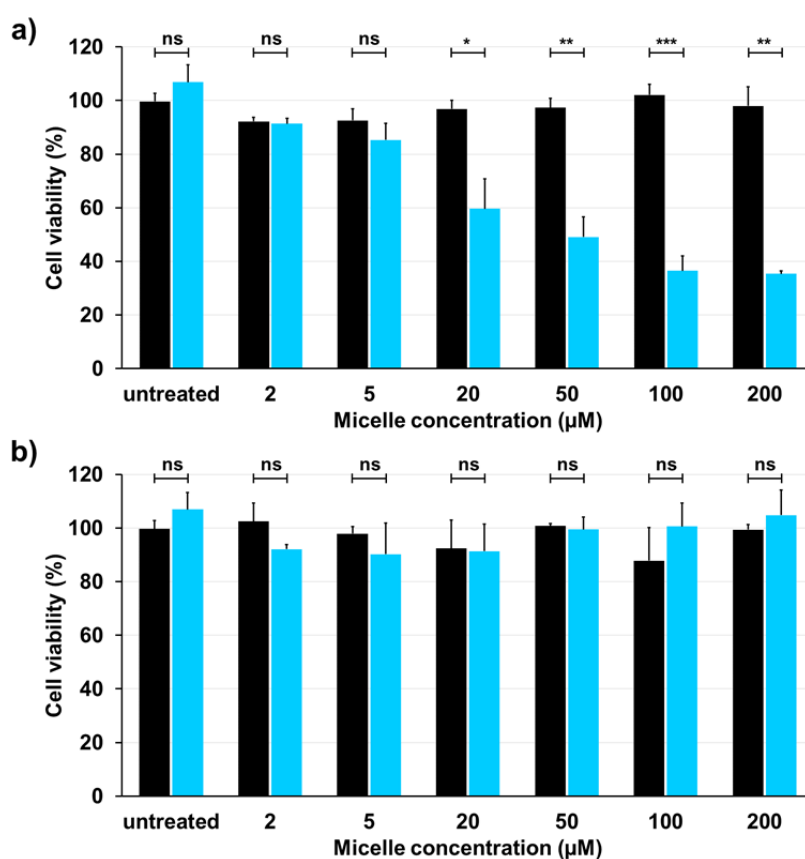 a)
ns ns ns * ** *** **
120
100
80
60
40
20
0
Cell viability (%)
untreated 2 5 20 50 100 200
Micelle concentration (µM)
b)
ns ns ns ns ns ns ns
120
100
80
60
40
20
0
Cell viability (%)
untreated 2 5 20 50 100 200
Micelle concentration (µM)